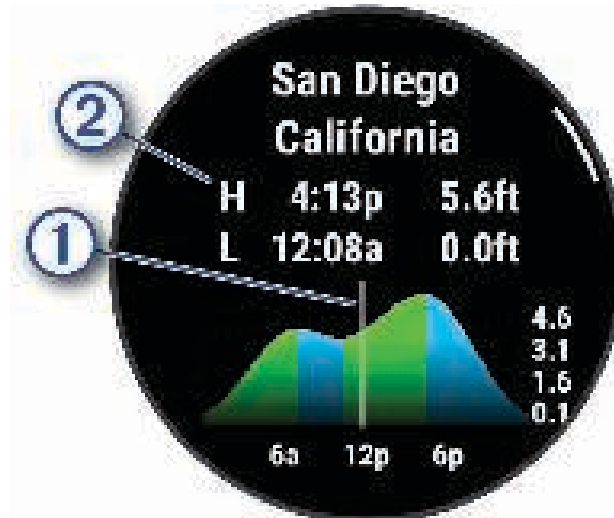 San Diego
California
2
H 4:13p 5.6ft
1
L 12:08a 0.0ft
4.6
3.1
1.6
0.1
6a 12p 6p